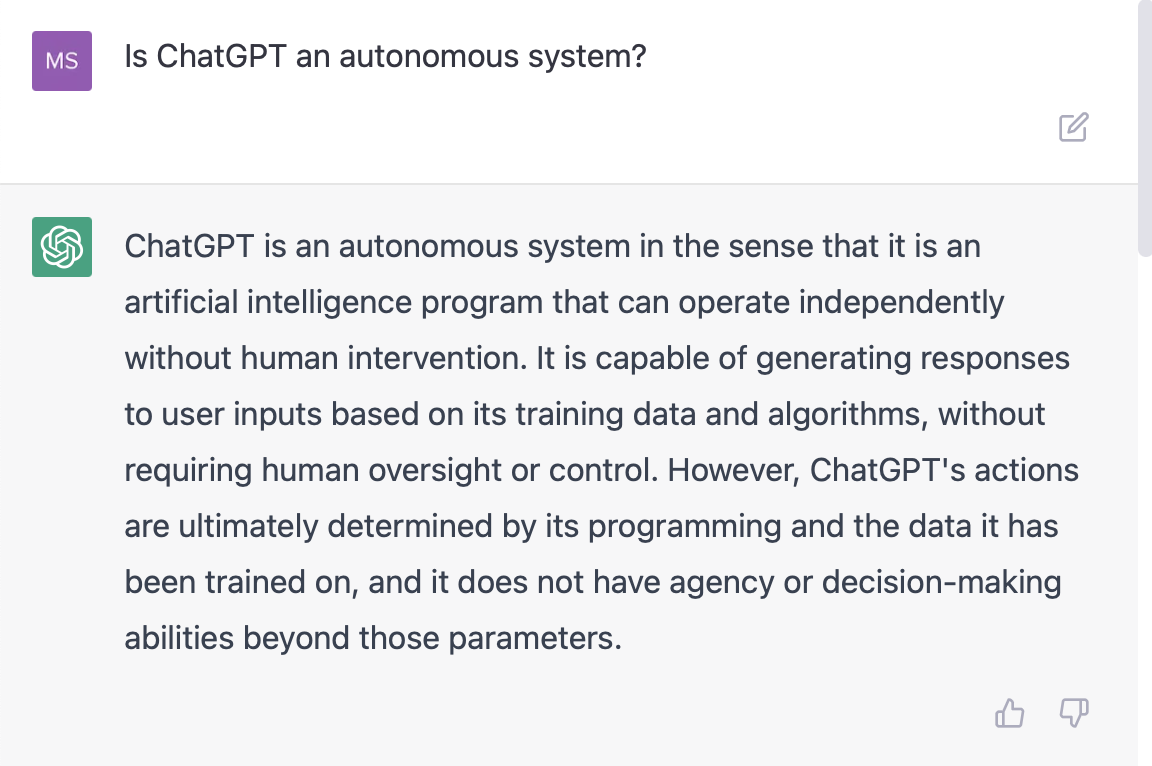 MS
Is ChatGPT an autonomous system?
ChatGPT is an autonomous system in the sense that it is an
artificial intelligence program that can operate independently
without human intervention. It is capable of generating responses
to user inputs based on its training data and algorithms, without
requiring human oversight or control. However, ChatGPT's actions
are ultimately determined by its programming and the data it has
been trained on, and it does not have agency or decision-making
abilities beyond those parameters.